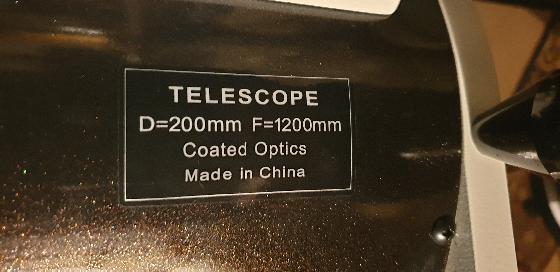 TELESCOPE
D=200mm F=1200mm
Coated Optics
Made in China